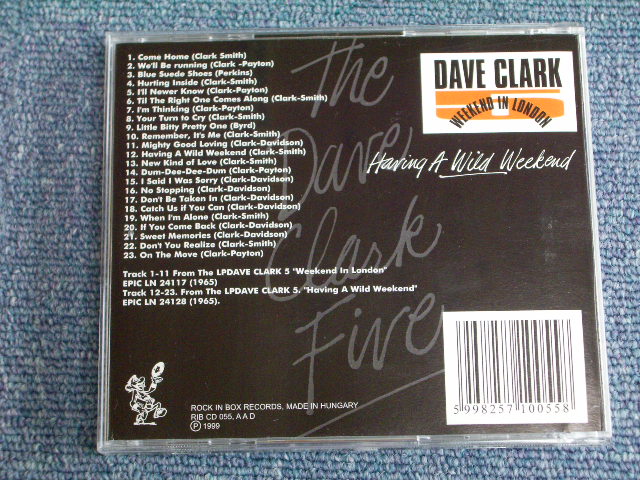 1. Come Home (Clark Smith)
2. We'll Be running (Clark -Payton)
3. Blue Suede Shoes (Perkins)
4. Hurting Inside (Clark-Smith)
5. I'll Never Know (Clark-Payton)
6. Til The Right One Comes Along (Clark-Smith)
7. I'm Thinking (Clark-Payton)
8. Your Turn to Cry (Clark-Smith)
9. Little Bitty Pretty One (Byrd)
10. Remember, It's Me (Clark-Smith)
11. Mighty Good Loving (Clark-Davidson)
12. Having A Wild Weekend (Clark-Smith)
13. New Kind of Love (Clark-Smith)
14. Dum-Dee-Dee-Dum (Clark-Payton)
15. I Said I Was Sorry (Clark-Davidson)
16. No Stopping (Clark-Davidson)
17. Don't Be Taken In (Clark-Davidson)
18. Catch Us if You Can (Clark-Davidson)
19. When I'm Alone (Clark-Smith)
20. If You Come Back (Clark-Davidson)
21. Sweet Memories (Clark-Davidson)
22. Don't You Realize (Clark-Smith)
23. On The Move (Clark-Payton)
Track 1-11 From The LPDAVE CLARK 5 "Weekend In London"
EPIC LN 24117 (1965)
Track 12-23. From The LPDAVE CLARK 5. "Having A Wild Weekend"
EPIC LN 24128 (1965).
The
Dave
Clark
Five
DAVE CLARK
5
WEEKEND IN LONDON
Having A Wild Weekend
ROCK IN BOX RECORDS, MADE IN HUNGARY
RIB CD 055, A A D
Ⓟ 1999
5 998257 100558